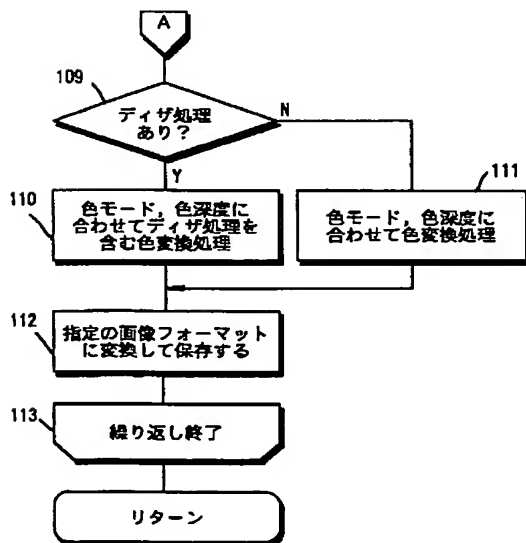 A
109
ディザ処理
あり?
N
Y
110
色モード,色深度に
合わせてディザ処理を
含む色変換処理
111
色モード,色深度に
合わせて色変換処理
112
指定の画像フォーマット
に変換して保存する
113
繰り返し終了
リターン